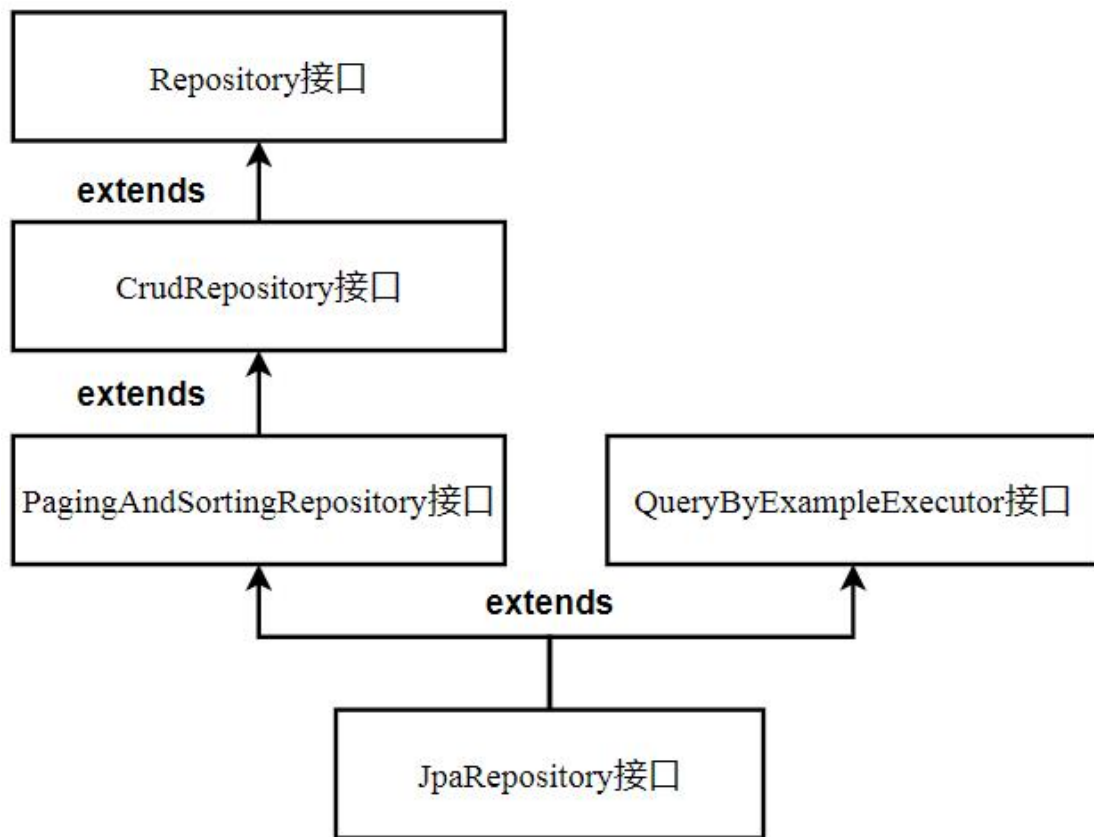 Repository接口
extends
CrudRepository接口
extends
PagingAndSortingRepository接口
QueryByExampleExecutor接口
extends
JpaRepository接口